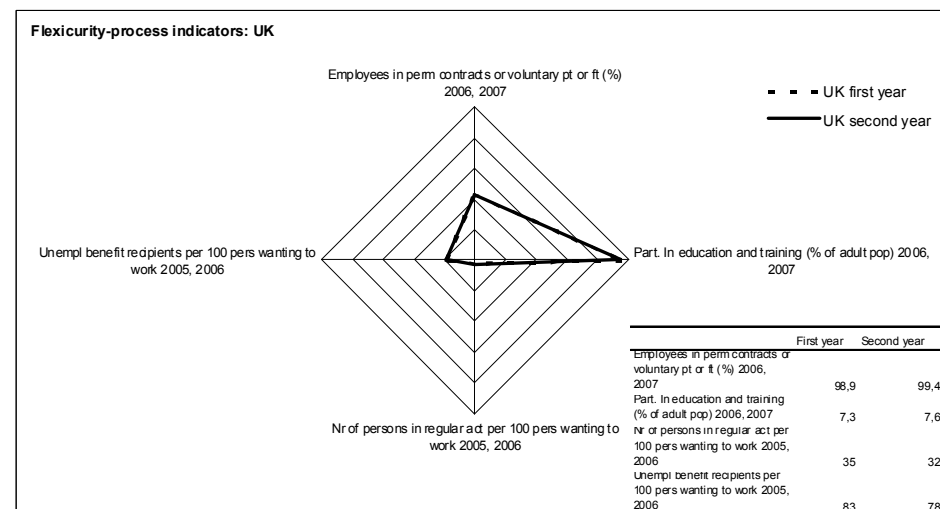 Flexicurity-process indicators: UK
Employees in perm contracts or voluntary pt or ft (%)
2006, 2007
UK first year
UK second year
Unempl benefit recipients per 100 pers wanting to
work 2005, 2006
Part. In education and training (% of adult pop) 2006,
2007
Nr of persons in regular act per 100 pers wanting to
work 2005, 2006
First year Second year
Employees in perm contracts or
voluntary pt or ft (%) 2006,
2007 98,9 99,4
Part. In education and training
(% of adult pop) 2006, 2007 7,3 7,6
Nr of persons in regular act per
100 pers wanting to work 2005,
2006 35 32
Unempl benefit recipients per
100 pers wanting to work 2005,
2006 83 78